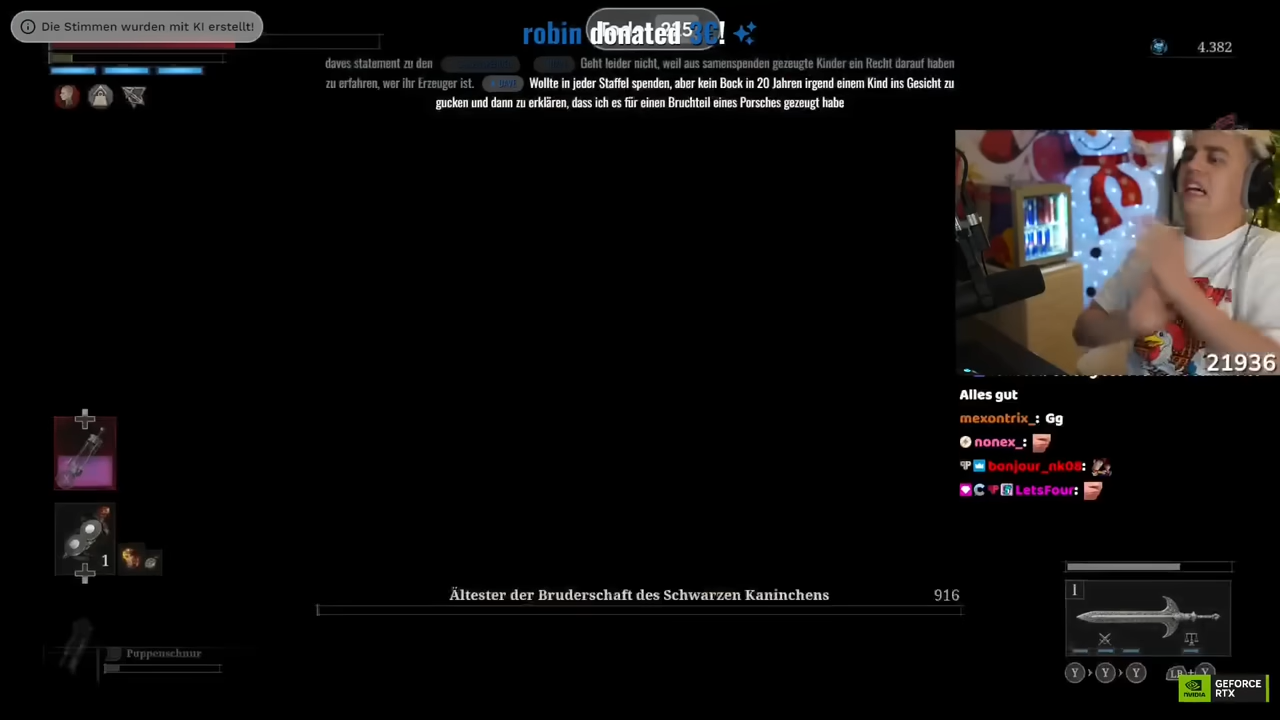 Die Stimmen wurden mit KI erstellt!
robin donated 3€!
4.382
daves statement zu den
Geht leider nicht, weil aus samenspenden gezeugte Kinder ein Recht darauf haben
zu erfahren, wer ihr Erzeuger ist.
Wollte in jeder Staffel spenden, aber kein Bock in 20 Jahren irgend einem Kind ins Gesicht zu
gucken und dann zu erklären, dass ich es für einen Bruchteil eines Porsches gezeugt habe
21936
Alles gut
mexontrix_: Gg
nonex_:
bonjour_nk08:
LetsFour:
1
Ältester der Bruderschaft des Schwarzen Kaninchens 916
Puppenschnur
I
Y Y Y LB + Y
NVIDIA GEFORCE
RTX